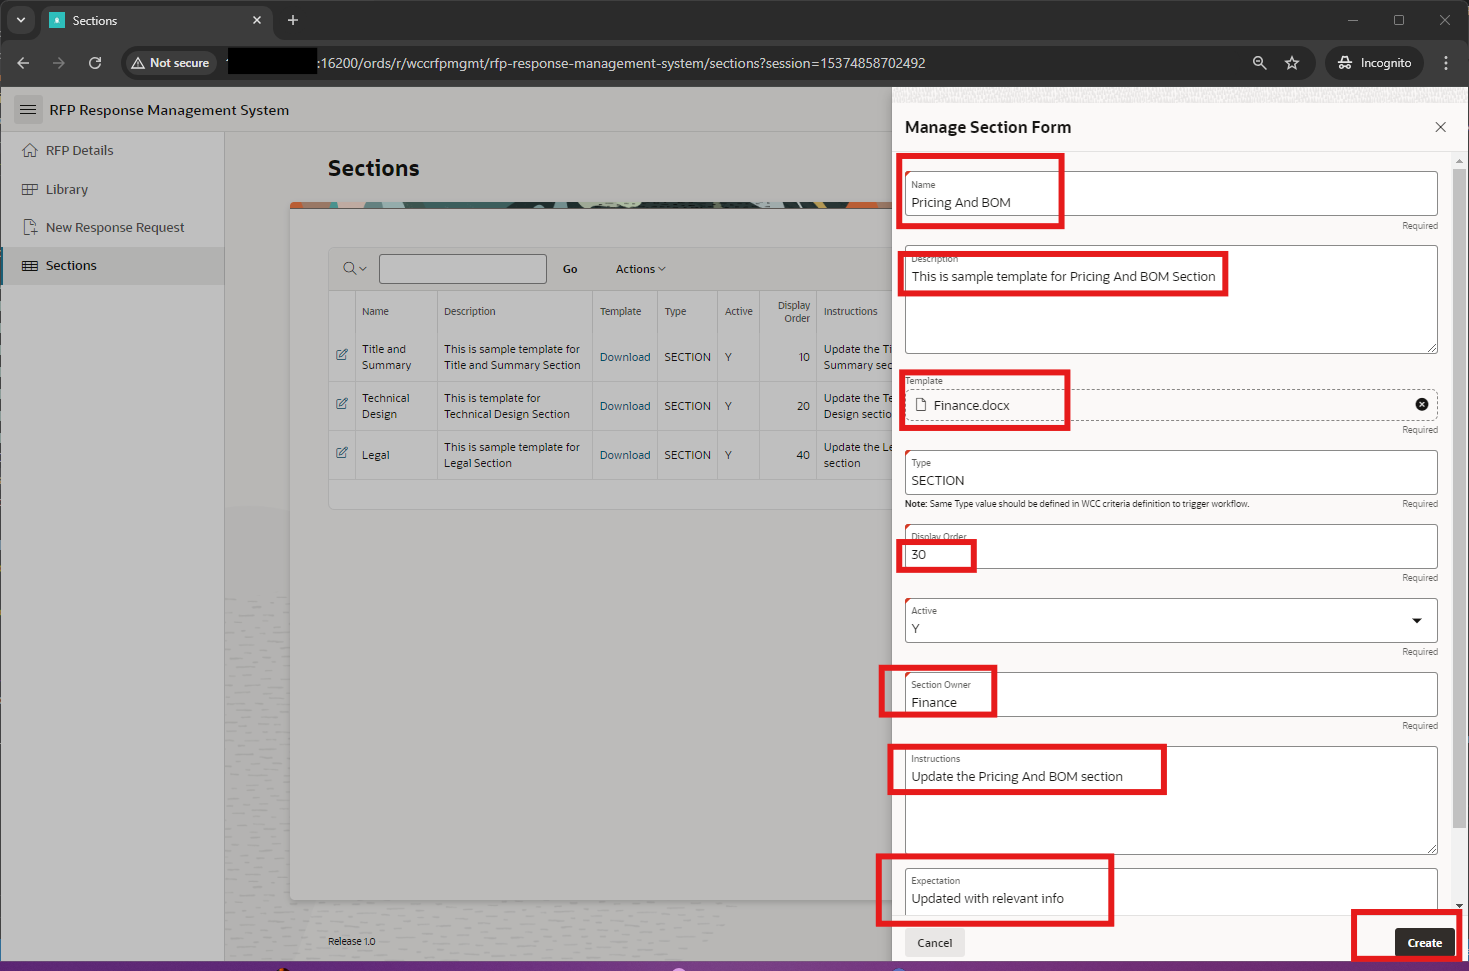 Sections
Not secure
:16200/ords/r/wccrfpmgmt/rfp-response-management-system/sections?session=15374858702492
Incognito
RFP Response Management System
RFP Details
Library
New Response Request
Sections
Sections
Go
Actions
Name Description Template Type Active Display Order Instructions
Title and Summary This is sample template for Title and Summary Section Download SECTION Y 10 Update the Ti Summary sec
Technical Design This is template for Technical Design Section Download SECTION Y 20 Update the Te Design sectio
Legal This is sample template for Legal Section Download SECTION Y 40 Update the Le section
Release 1.0
Manage Section Form
Name
Pricing And BOM
Required
Description
This is sample template for Pricing And BOM Section
Template
Finance.docx
Required
Type
SECTION
Note: Same Type value should be defined in WCC criteria definition to trigger workflow.
Required
Display Order
30
Required
Active
Y
Required
Section Owner
Finance
Required
Instructions
Update the Pricing And BOM section
Expectation
Updated with relevant info
Cancel
Create